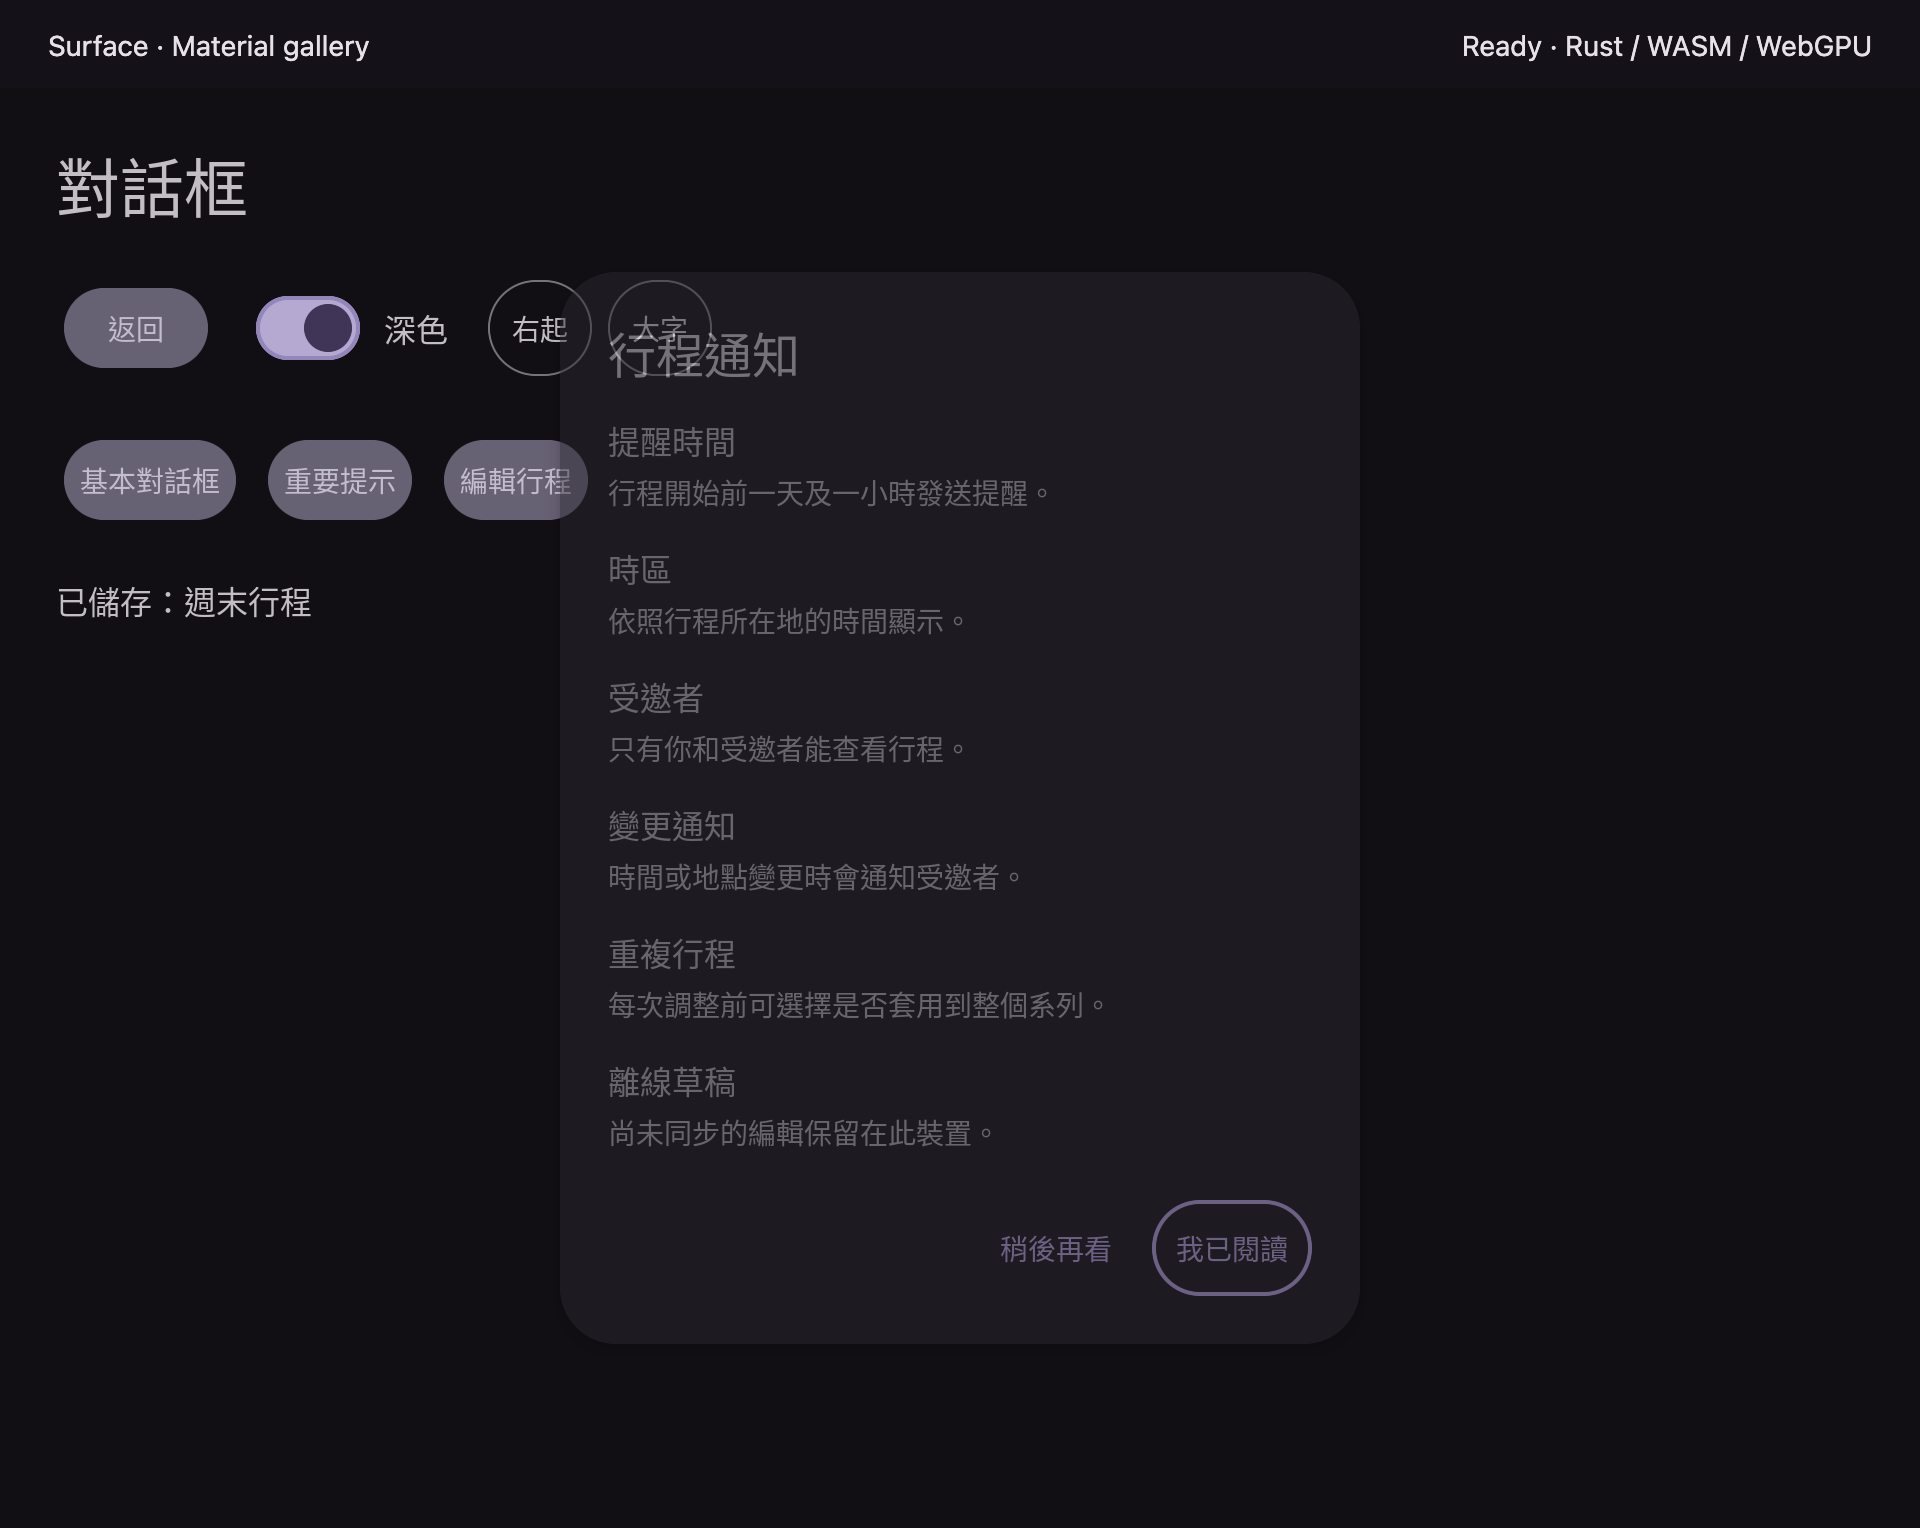 Surface · Material gallery
Ready · Rust / WASM / WebGPU
對話框
返回
深色
右起
大字
基本對話框
重要提示
編輯行程
已儲存：週末行程
行程通知
提醒時間
行程開始前一天及一小時發送提醒。
時區
依照行程所在地的時間顯示。
受邀者
只有你和受邀者能查看行程。
變更通知
時間或地點變更時會通知受邀者。
重複行程
每次調整前可選擇是否套用到整個系列。
離線草稿
尚未同步的編輯保留在此裝置。
稍後再看
我已閱讀